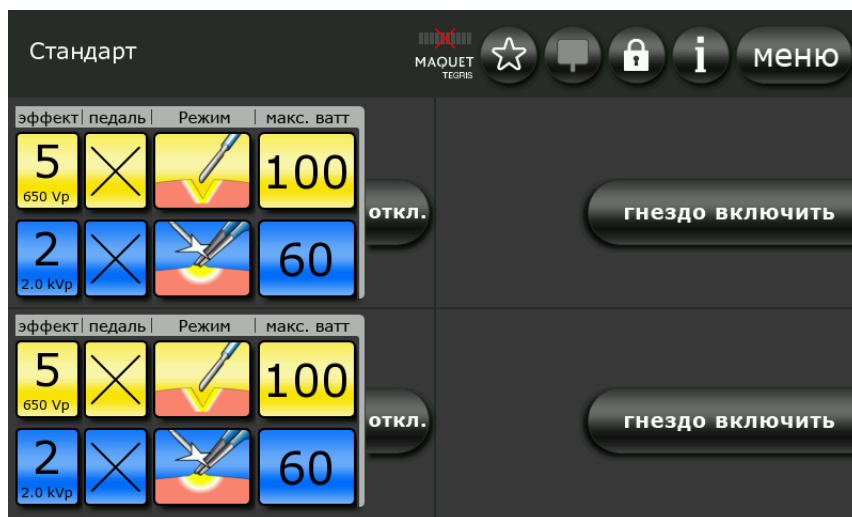 Стандарт
MAQUET
TEGRIS
i
меню
эффект педаль Режим макс. ватт
5
650 Vp
100
откл.
гнездо включить
2
2.0 kVp
60
эффект педаль Режим макс. ватт
5
650 Vp
100
откл.
гнездо включить
2
2.0 kVp
60